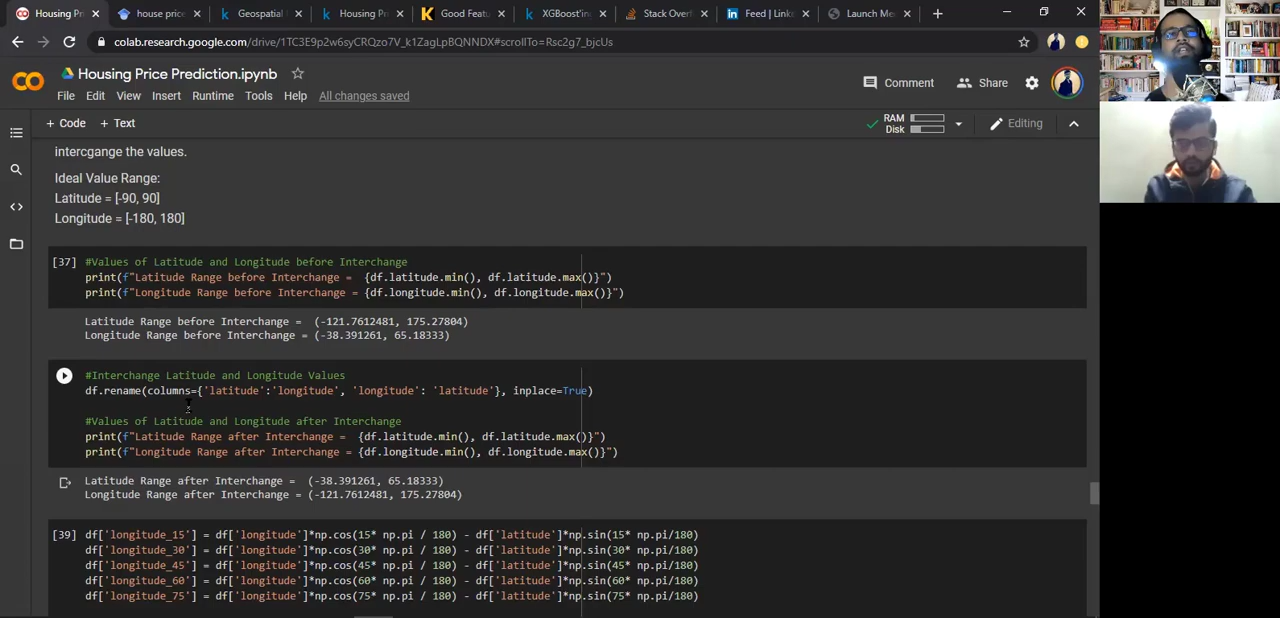 Housing Pr
house price
Geospatial
Housing Pr
Good Featu
XGBoost'in
Stack Overf
Feed | Link
Launch Me
colab.research.google.com/drive/1TC3E9p2w6syCRQzo7V_k1ZagLpt9QNNDX#scrollTo=Rsc2g7_bjcUs
Housing Price Prediction.ipynb
Comment
Share
File Edit View Insert Runtime Tools Help All changes saved
+ Code + Text
RAM
Disk
Editing
intercgange the values.
Ideal Value Range:
Latitude = [-90, 90]
Longitude = [-180, 180]
[37] #Values of Latitude and Longitude before Interchange
print(f"Latitude Range before Interchange =  {df.latitude.min(), df.latitude.max()}")
print(f"Longitude Range before Interchange = {df.longitude.min(), df.longitude.max()}")
Latitude Range before Interchange =  (-121.7612481, 175.27804)
Longitude Range before Interchange = (-38.391261, 65.18333)
#Interchange Latitude and Longitude Values
df.rename(columns={'latitude':'longitude', 'longitude': 'latitude'}, inplace=True)
#Values of Latitude and Longitude after Interchange
print(f"Latitude Range after Interchange =  {df.latitude.min(), df.latitude.max()}")
print(f"Longitude Range after Interchange = {df.longitude.min(), df.longitude.max()}")
Latitude Range after Interchange =  (-38.391261, 65.18333)
Longitude Range after Interchange = (-121.7612481, 175.27804)
[39] df['longitude_15'] = df['longitude']*np.cos(15* np.pi / 180) - df['latitude']*np.sin(15* np.pi/180)
df['longitude_30'] = df['longitude']*np.cos(30* np.pi / 180) - df['latitude']*np.sin(30* np.pi/180)
df['longitude_45'] = df['longitude']*np.cos(45* np.pi / 180) - df['latitude']*np.sin(45* np.pi/180)
df['longitude_60'] = df['longitude']*np.cos(60* np.pi / 180) - df['latitude']*np.sin(60* np.pi/180)
df['longitude_75'] = df['longitude']*np.cos(75* np.pi / 180) - df['latitude']*np.sin(75* np.pi/180)